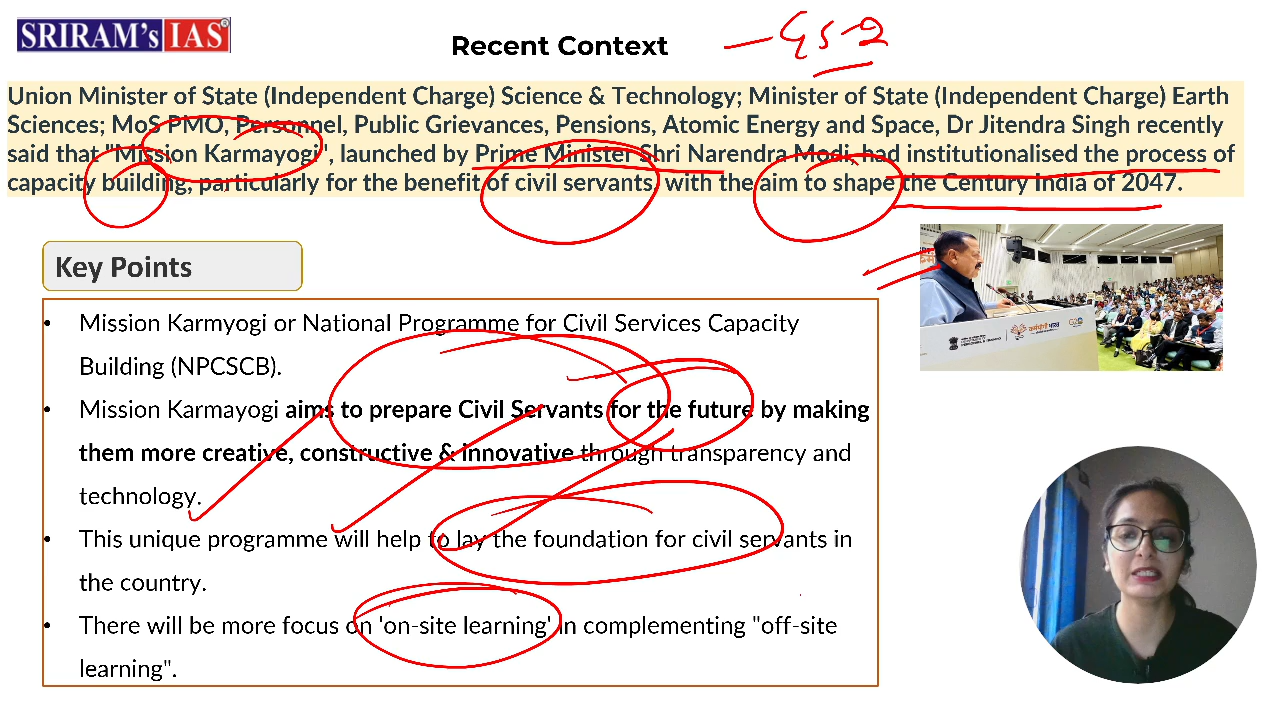 SRIRAM's IAS
Recent Context
- GS-2
Union Minister of State (Independent Charge) Science & Technology; Minister of State (Independent Charge) Earth
Sciences; MoS PMO, Personnel, Public Grievances, Pensions, Atomic Energy and Space, Dr Jitendra Singh recently
said that "Mission Karmayogi", launched by Prime Minister Shri Narendra Modi, had institutionalised the process of
capacity building, particularly for the benefit of civil servants, with the aim to shape the Century India of 2047.
Key Points
• Mission Karmyogi or National Programme for Civil Services Capacity
Building (NPCSCB).
• Mission Karmayogi aims to prepare Civil Servants for the future by making
them more creative, constructive & innovative through transparency and
technology.
• This unique programme will help to lay the foundation for civil servants in
the country.
• There will be more focus on 'on-site learning' in complementing "off-site
learning".
कर्मयोगी भारत